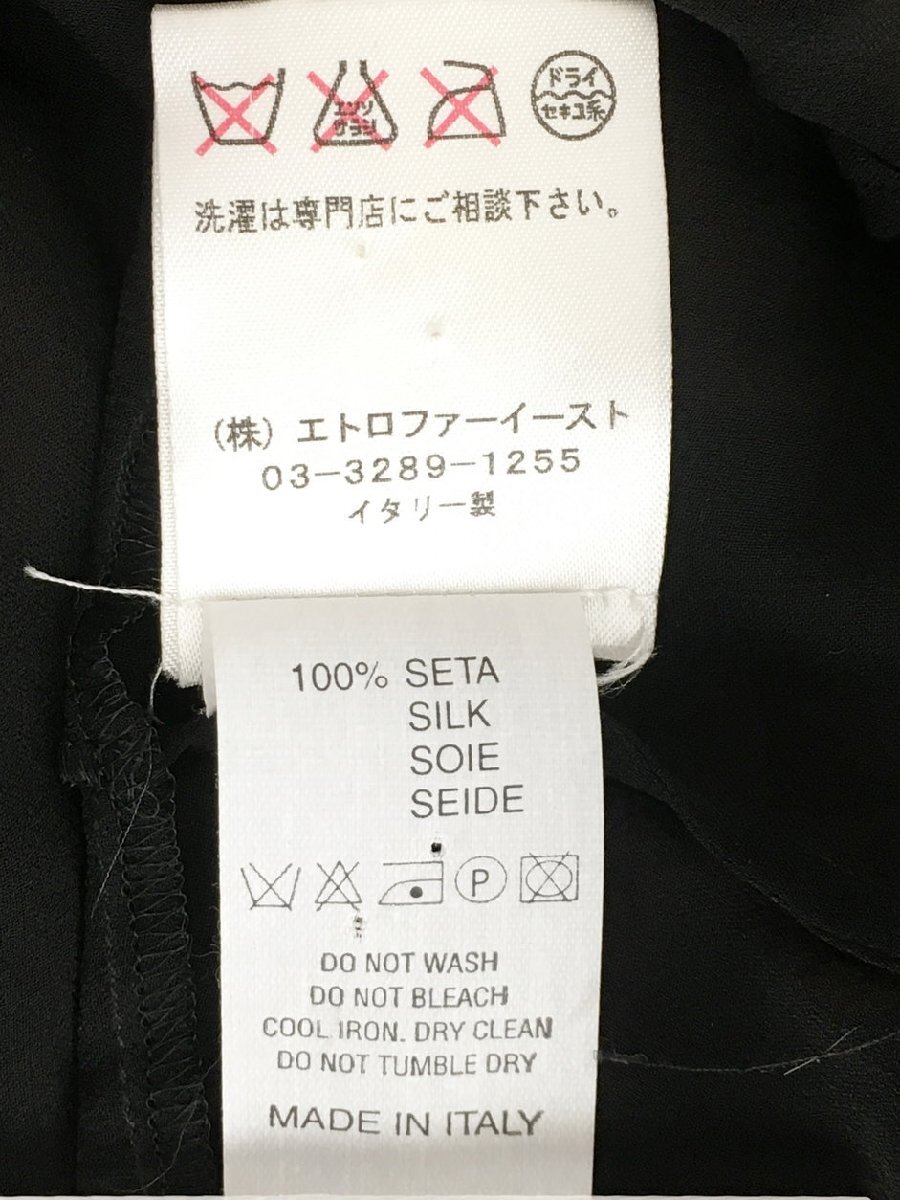 エンソ
サラシ
ドライ
セキユ系
洗濯は専門店にご相談下さい。
(株) エトロファーイースト
03-3289-1255
イタリー製
100% SETA
SILK
SOIE
SEIDE
P
DO NOT WASH
DO NOT BLEACH
COOL IRON. DRY CLEAN
DO NOT TUMBLE DRY
MADE IN ITALY